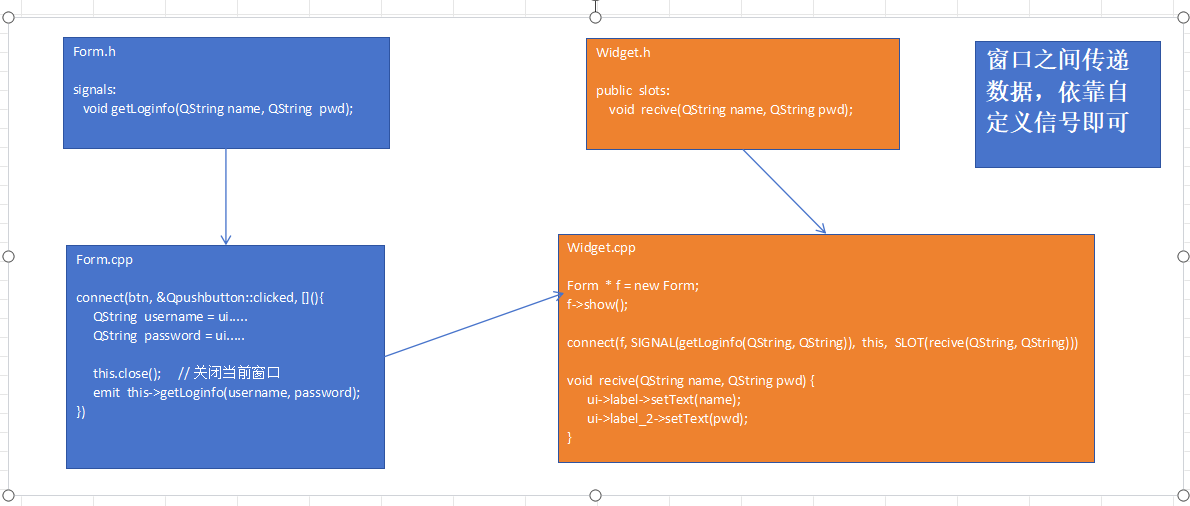 Form.h
signals:
void getLoginfo(QString name, QString pwd);
Widget.h
public slots:
void recive(QString name, QString pwd);
窗口之间传递
数据，依靠自
定义信号即可
Form.cpp
connect(btn, &Qpushbutton::clicked, [](){
QString username = ui.....
QString password = ui.....
this.close(); // 关闭当前窗口
emit this->getLoginfo(username, password);
})
Widget.cpp
Form * f = new Form;
f->show();
connect(f, SIGNAL(getLoginfo(QString, QString)), this, SLOT(recive(QString, QString)))
void recive(QString name, QString pwd) {
ui->label->setText(name);
ui->label_2->setText(pwd);
}